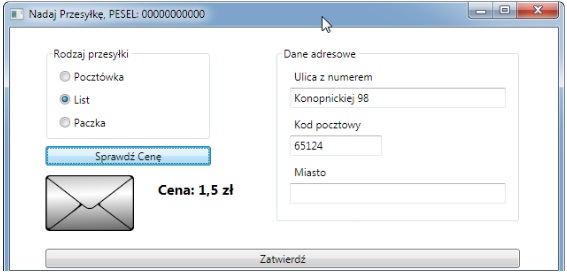 Nadaj Przesyłkę, PESEL: 00000000000
Rodzaj przesyłki
Pocztówka
List
Paczka
Sprawdź Cenę
Cena: 1,5 zł
Dane adresowe
Ulica z numerem
Konopnickiej 98
Kod pocztowy
65124
Miasto
Zatwierdź